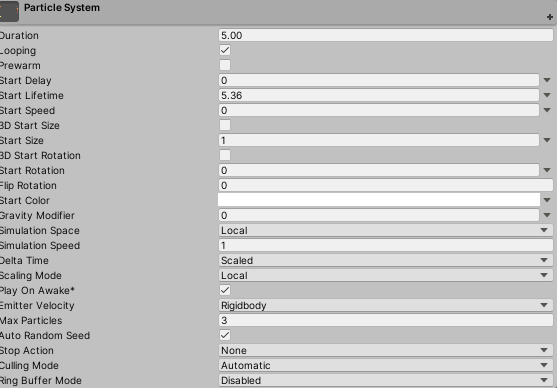 Particle System
Duration 5.00
Looping
Prewarm
Start Delay 0
Start Lifetime 5.36
Start Speed 0
3D Start Size
Start Size 1
3D Start Rotation
Start Rotation 0
Flip Rotation 0
Start Color
Gravity Modifier 0
Simulation Space Local
Simulation Speed 1
Delta Time Scaled
Scaling Mode Local
Play On Awake*
Emitter Velocity Rigidbody
Max Particles 3
Auto Random Seed
Stop Action None
Culling Mode Automatic
Ring Buffer Mode Disabled